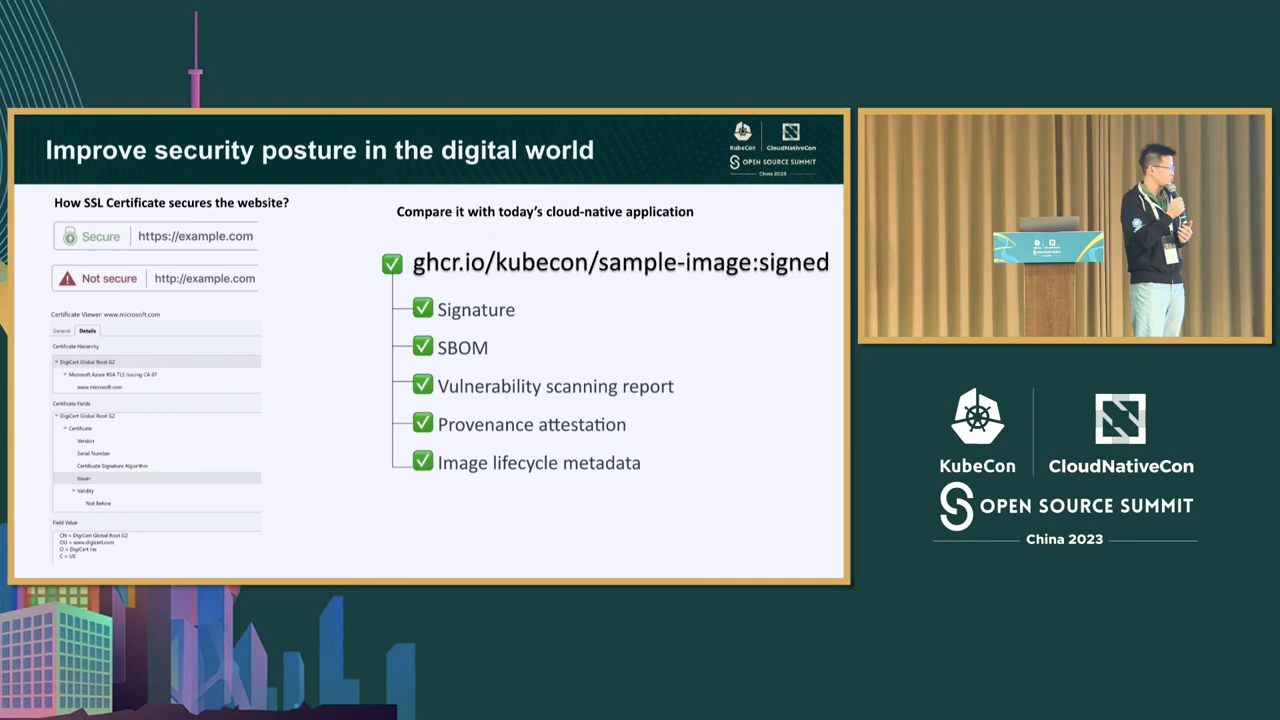 Improve security posture in the digital world
KubeCon
CloudNativeCon
OPEN SOURCE SUMMIT
China 2023
How SSL Certificate secures the website?
Secure
https://example.com
Not secure
http://example.com
Certificate Viewer: www.microsoft.com
General
Details
Certificate Hierarchy
DigiCert Global Root G2
Microsoft Azure RSA TLS Issuing CA 07
www.microsoft.com
Certificate Fields
DigiCert Global Root G2
Certificate
Version
Serial Number
Certificate Signature Algorithm
Issuer
Validity
Not Before
Field Value
CN = DigiCert Global Root G2
OU = www.digicert.com
O = DigiCert Inc
C = US
Compare it with today's cloud-native application
ghcr.io/kubecon/sample-image:signed
Signature
SBOM
Vulnerability scanning report
Provenance attestation
Image lifecycle metadata
KubeCon
CloudNativeCon
OPEN SOURCE SUMMIT
China 2023